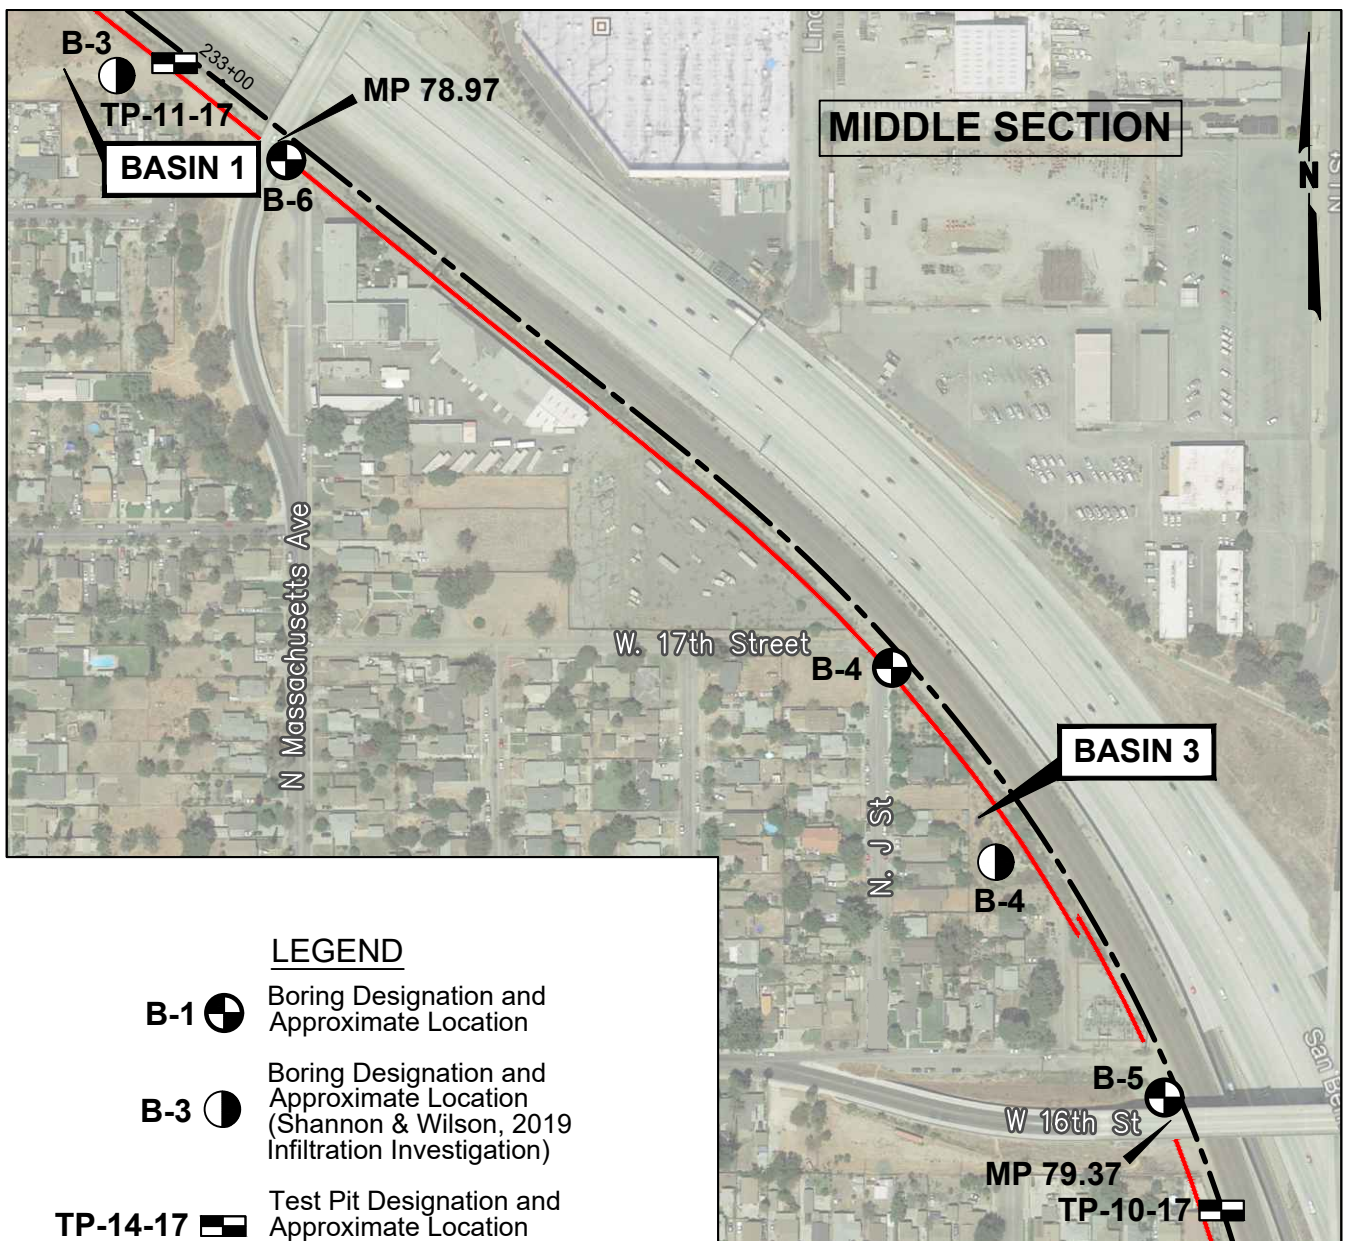 B-3
233+00
TP-11-17
MP 78.97
BASIN 1
B-6
MIDDLE SECTION
N
N Massachusetts Ave
W. 17th Street
B-4
BASIN 3
N. J St
B-4
B-5
W 16th St
MP 79.37
TP-10-17
LEGEND
B-1
Boring Designation and
Approximate Location
B-3
Boring Designation and
Approximate Location
(Shannon & Wilson, 2019
Infiltration Investigation)
TP-14-17
Test Pit Designation and
Approximate Location